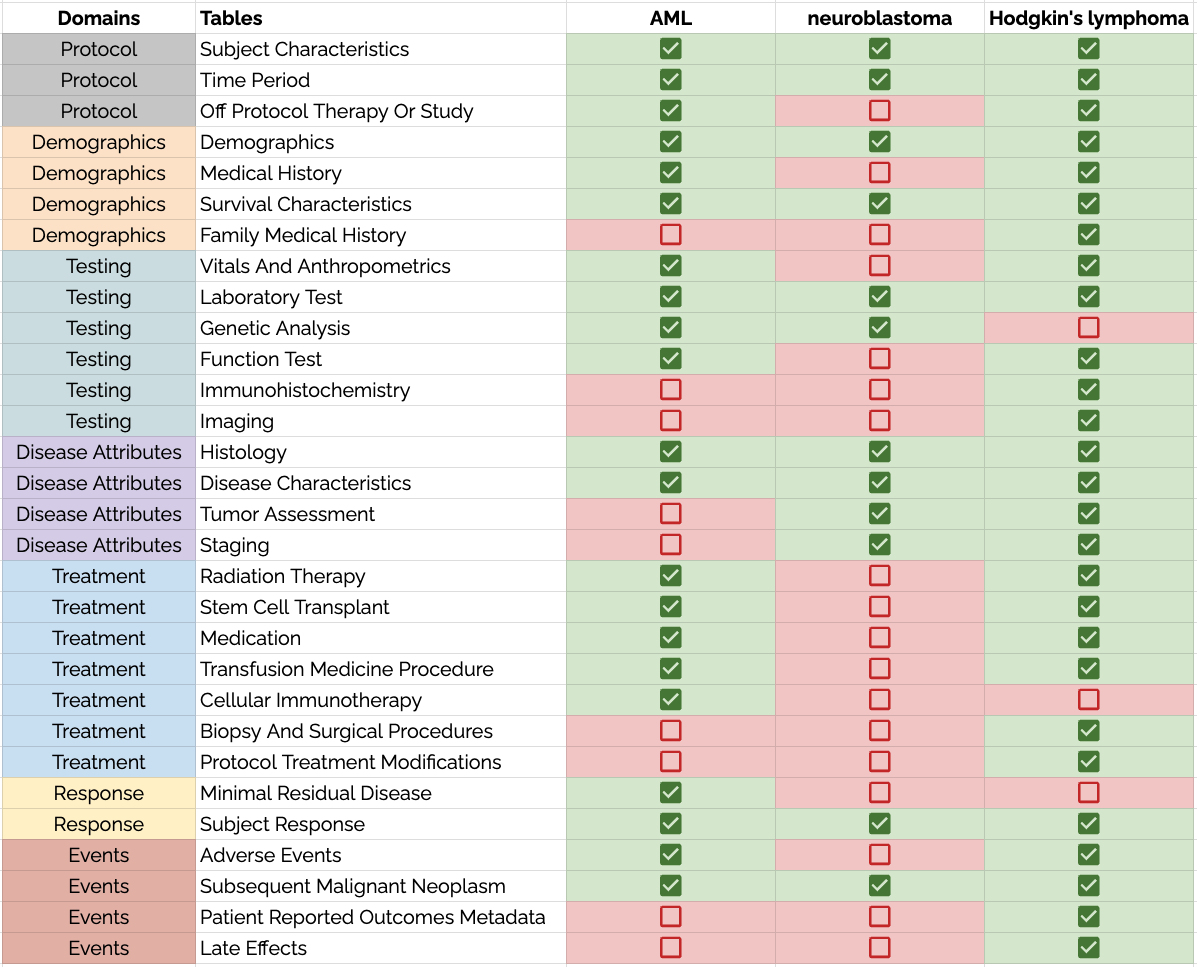 Domains Tables AML neuroblastoma Hodgkin's lymphoma
Protocol Subject Characteristics
Protocol Time Period
Protocol Off Protocol Therapy Or Study
Demographics Demographics
Demographics Medical History
Demographics Survival Characteristics
Demographics Family Medical History
Testing Vitals And Anthropometrics
Testing Laboratory Test
Testing Genetic Analysis
Testing Function Test
Testing Immunohistochemistry
Testing Imaging
Disease Attributes Histology
Disease Attributes Disease Characteristics
Disease Attributes Tumor Assessment
Disease Attributes Staging
Treatment Radiation Therapy
Treatment Stem Cell Transplant
Treatment Medication
Treatment Transfusion Medicine Procedure
Treatment Cellular Immunotherapy
Treatment Biopsy And Surgical Procedures
Treatment Protocol Treatment Modifications
Response Minimal Residual Disease
Response Subject Response
Events Adverse Events
Events Subsequent Malignant Neoplasm
Events Patient Reported Outcomes Metadata
Events Late Effects